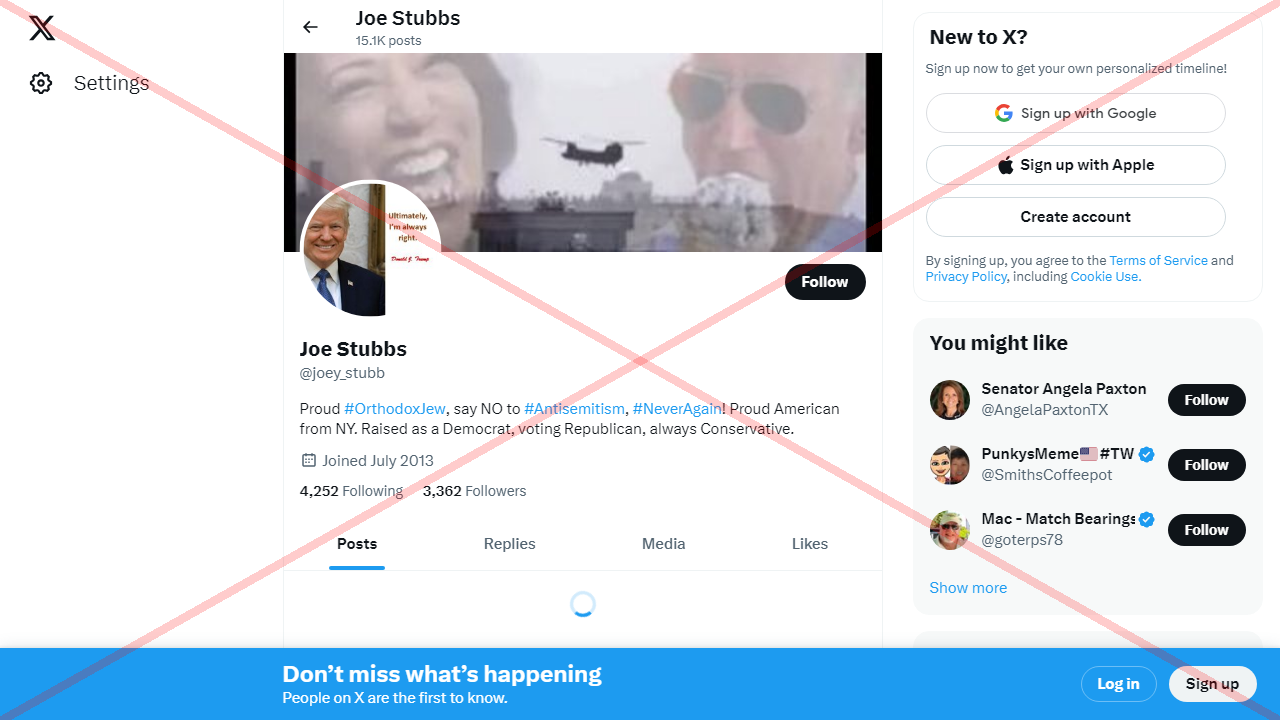 Settings
Joe Stubbs
15.1K posts
Ultimately,
I'm always
right.
Donald J. Trump
Follow
Joe Stubbs
@joey_stubb
Proud #OrthodoxJew, say NO to #Antisemitism, #NeverAgain! Proud American
from NY. Raised as a Democrat, voting Republican, always Conservative.
Joined July 2013
4,252 Following 3,362 Followers
Posts Replies Media Likes
New to X?
Sign up now to get your own personalized timeline!
Sign up with Google
Sign up with Apple
Create account
By signing up, you agree to the Terms of Service and
Privacy Policy, including Cookie Use.
You might like
Senator Angela Paxton
@AngelaPaxtonTX
Follow
PunkysMeme🇺🇸#TW
@SmithsCoffeepot
Follow
Mac - Match Bearings
@goterps78
Follow
Show more
Don’t miss what’s happening
People on X are the first to know.
Log in
Sign up